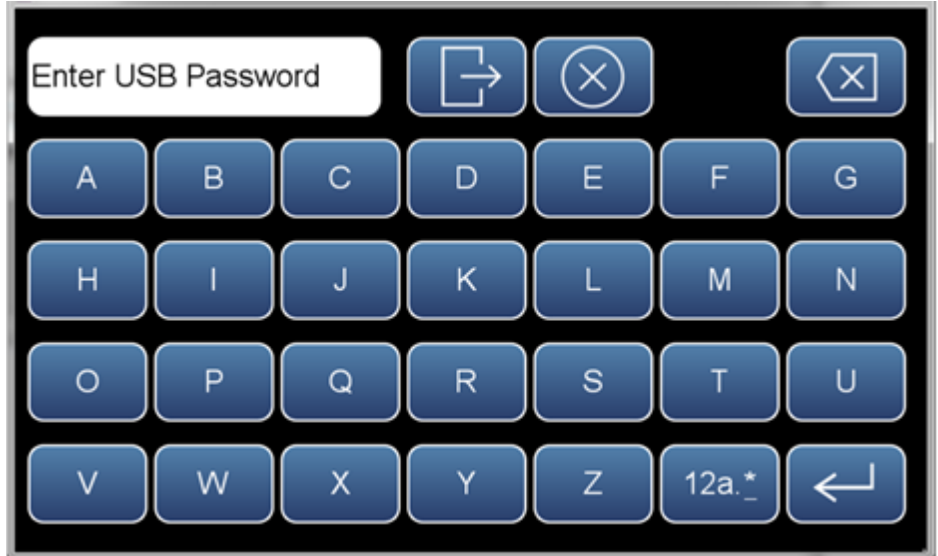 Enter USB Password
A B C D E F G
H I J K L M N
O P Q R S T U
V W X Y Z 12a.*_